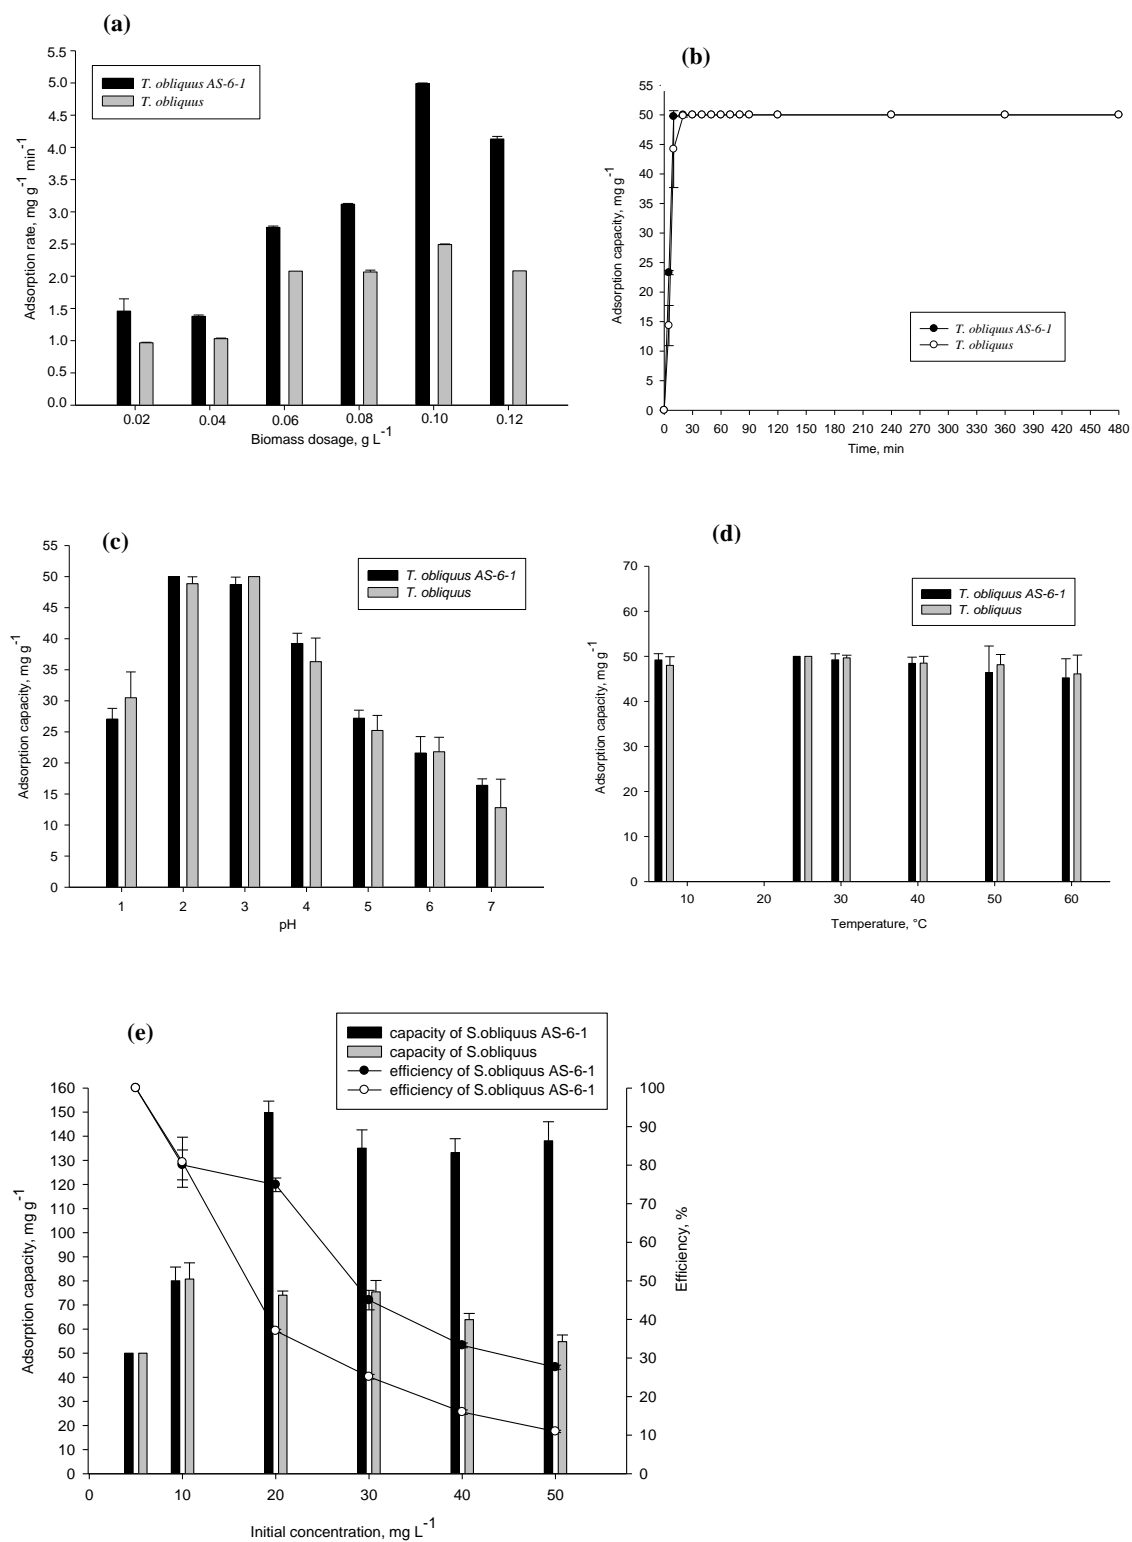 (a)
5.5
5.0
4.5
4.0
3.5
3.0
2.5
2.0
1.5
1.0
0.5
0.0
Adsorption rate, mg g⁻¹ min⁻¹
T. obliquus AS-6-1
T. obliquus
0.02 0.04 0.06 0.08 0.10 0.12
Biomass dosage, g L⁻¹
(b)
55
50
45
40
35
30
25
20
15
10
5
0
Adsorption capacity, mg g⁻¹
T. obliquus AS-6-1
T. obliquus
0 30 60 90 120 150 180 210 240 270 300 330 360 390 420 450 480
Time, min
(c)
55
50
45
40
35
30
25
20
15
10
5
0
Adsorption capacity, mg g⁻¹
T. obliquus AS-6-1
T. obliquus
1 2 3 4 5 6 7
pH
(d)
70
60
50
40
30
20
10
0
Adsorption capacity, mg g⁻¹
T. obliquus AS-6-1
T. obliquus
10 20 30 40 50 60
Temperature, °C
(e)
capacity of S.obliquus AS-6-1
capacity of S.obliquus
efficiency of S.obliquus AS-6-1
efficiency of S.obliquus AS-6-1
160
150
140
130
120
110
100
90
80
70
60
50
40
30
20
10
0
Adsorption capacity, mg g⁻¹
100
90
80
70
60
50
40
30
20
10
0
Efficiency, %
0 10 20 30 40 50
Initial concentration, mg L⁻¹